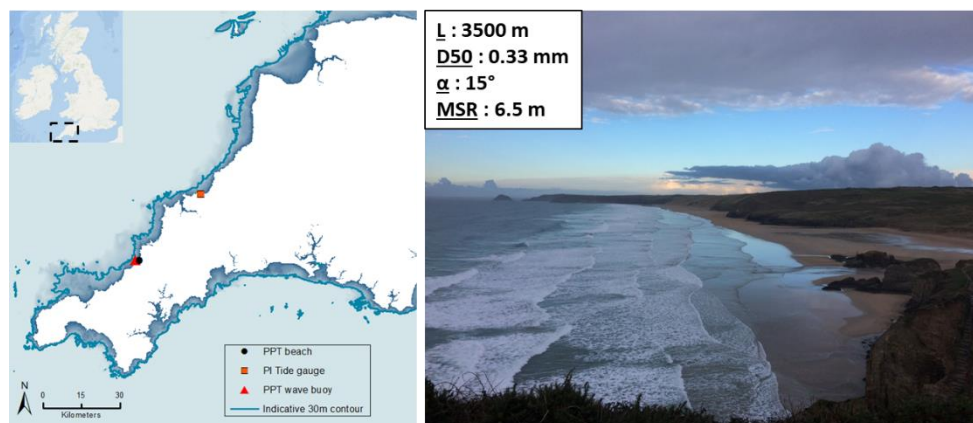 L : 3500 m
D50 : 0.33 mm
α : 15°
MSR : 6.5 m
PPT beach
PI Tide gauge
PPT wave buoy
Indicative 30m contour
N
0 15 30
Kilometers